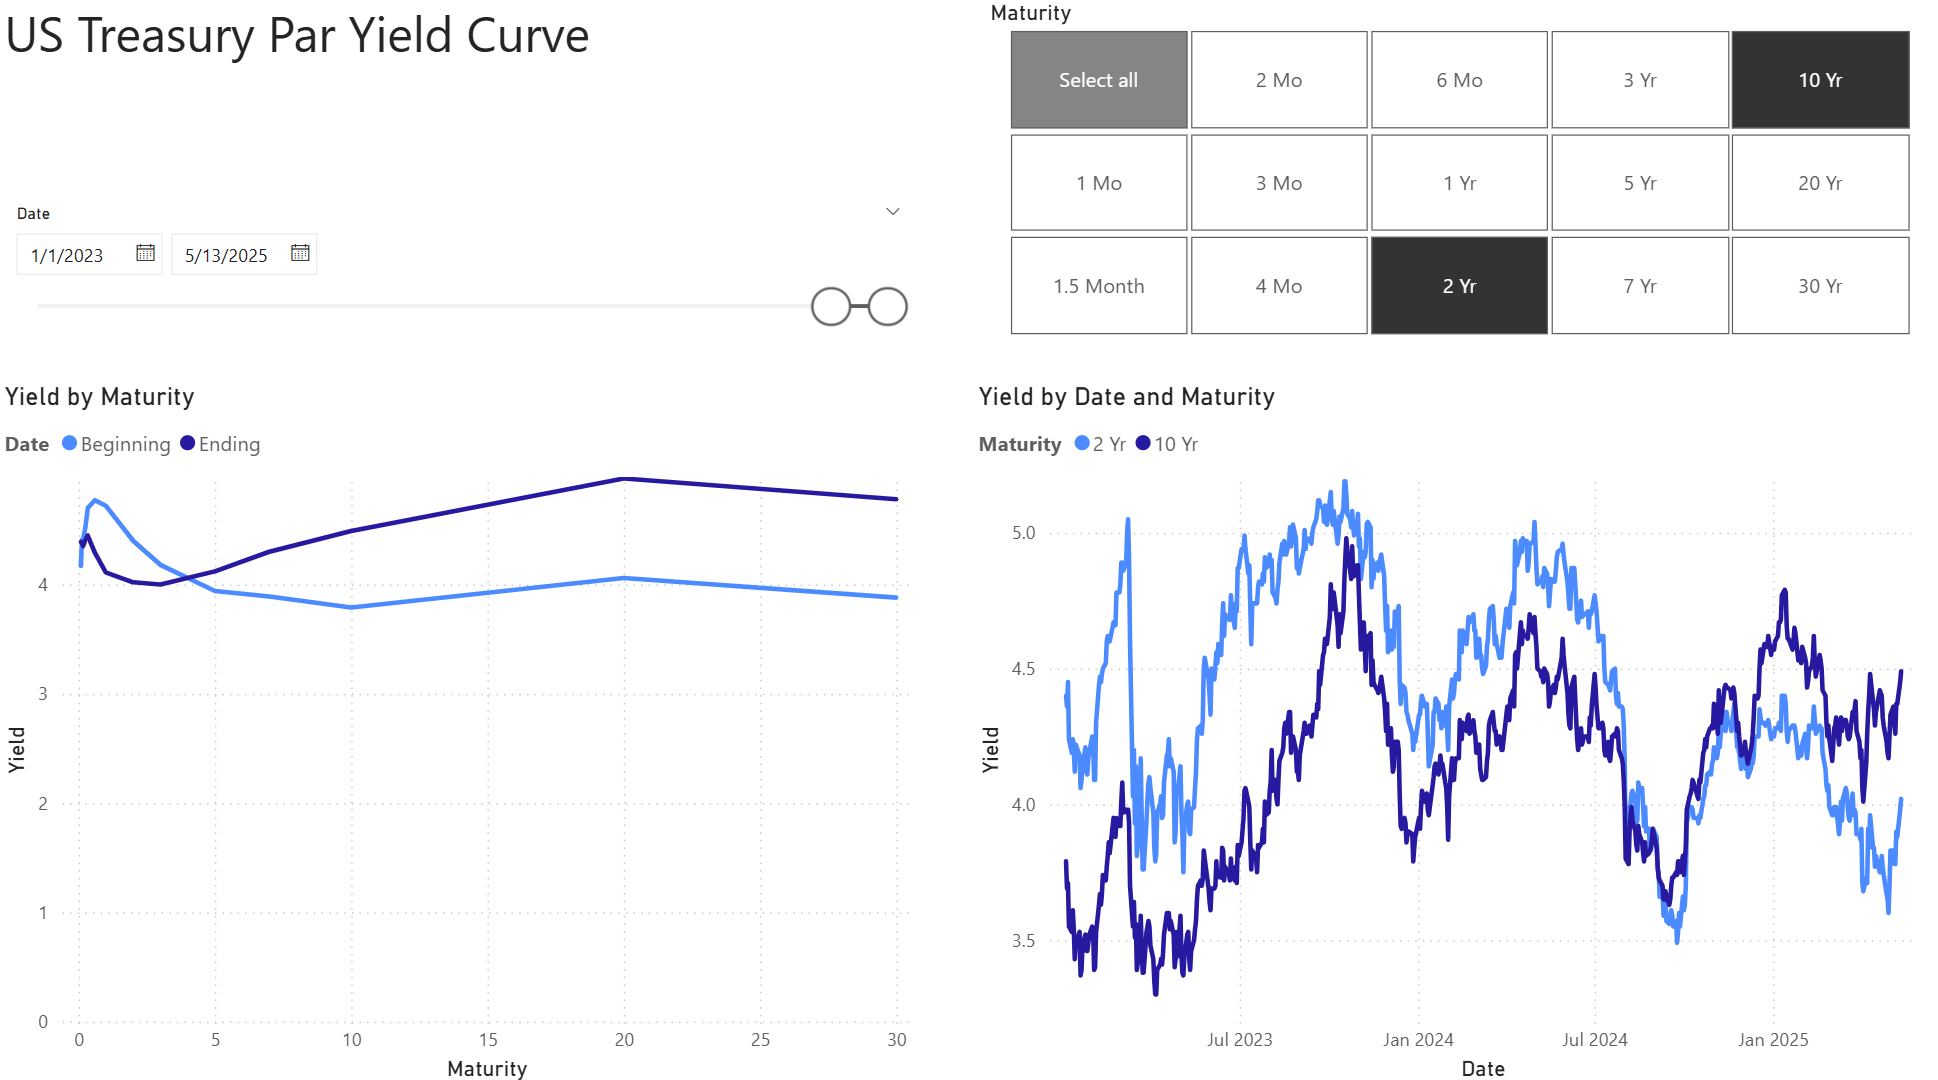 US Treasury Par Yield Curve
Maturity
Select all 2 Mo 6 Mo 3 Yr 10 Yr
1 Mo 3 Mo 1 Yr 5 Yr 20 Yr
1.5 Month 4 Mo 2 Yr 7 Yr 30 Yr
Date
1/1/2023 5/13/2025
Yield by Maturity
Date Beginning Ending
4
3
2
1
0
Yield
0 5 10 15 20 25 30
Maturity
Yield by Date and Maturity
Maturity 2 Yr 10 Yr
5.0
4.5
4.0
3.5
Yield
Jul 2023 Jan 2024 Jul 2024 Jan 2025
Date